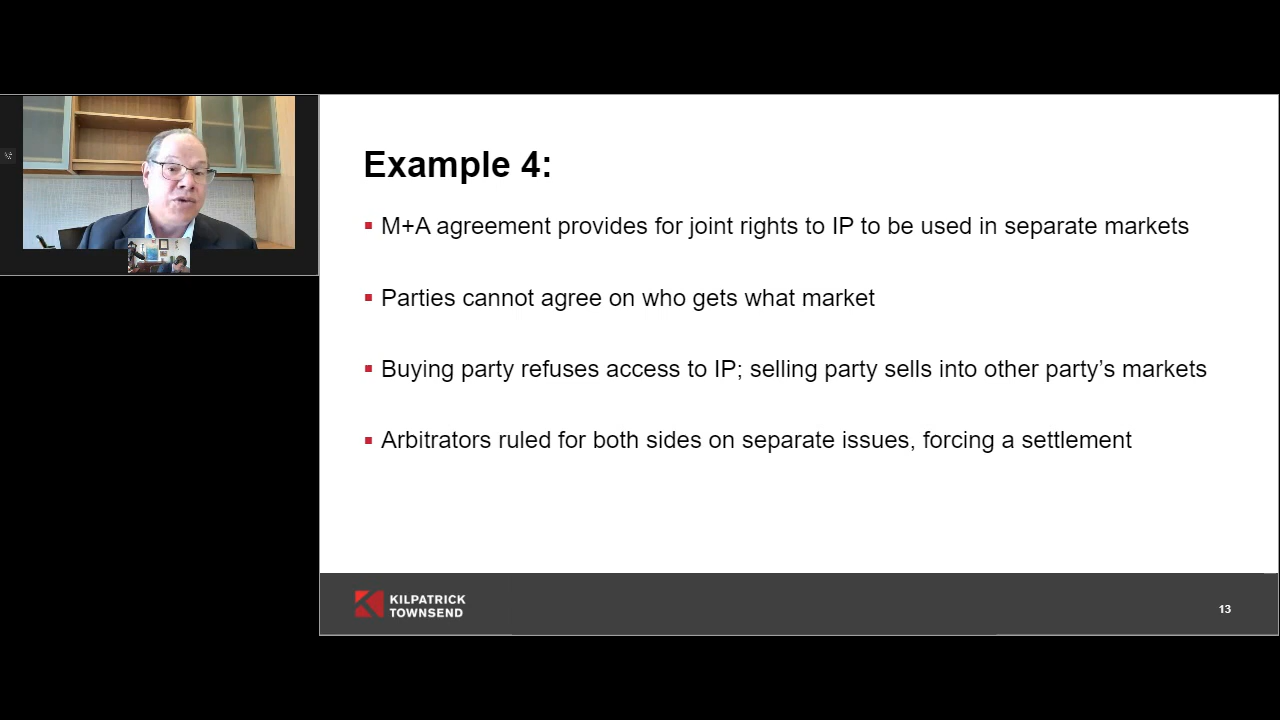 Example 4:
▪ M+A agreement provides for joint rights to IP to be used in separate markets
▪ Parties cannot agree on who gets what market
▪ Buying party refuses access to IP; selling party sells into other party’s markets
▪ Arbitrators ruled for both sides on separate issues, forcing a settlement
KILPATRICK
TOWNSEND
13